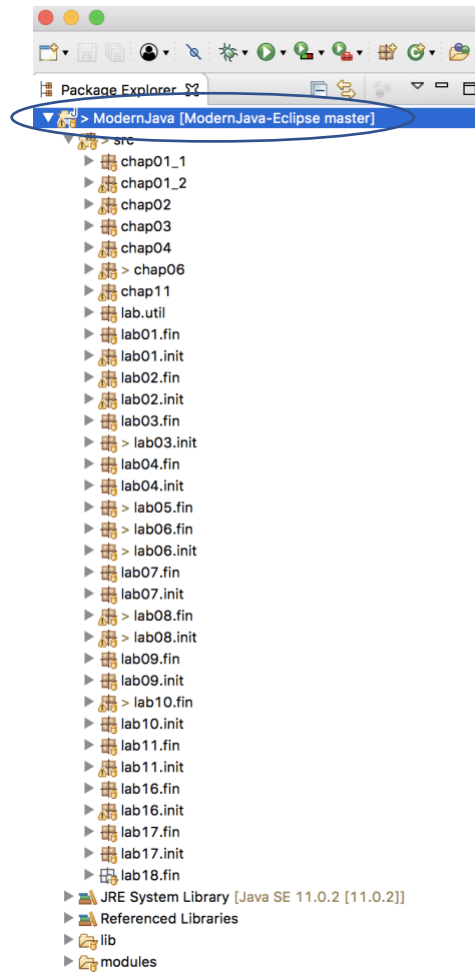 Package Explorer
> ModernJava [ModernJava-Eclipse master]
> src
chap01_1
chap01_2
chap02
chap03
chap04
> chap06
chap11
lab.util
lab01.fin
lab01.init
lab02.fin
lab02.init
lab03.fin
> lab03.init
lab04.fin
lab04.init
> lab05.fin
> lab06.fin
> lab06.init
lab07.fin
lab07.init
> lab08.fin
> lab08.init
lab09.fin
lab09.init
> lab10.fin
lab10.init
lab11.fin
lab11.init
lab16.fin
lab16.init
lab17.fin
lab17.init
lab18.fin
JRE System Library [Java SE 11.0.2 [11.0.2]]
Referenced Libraries
lib
modules